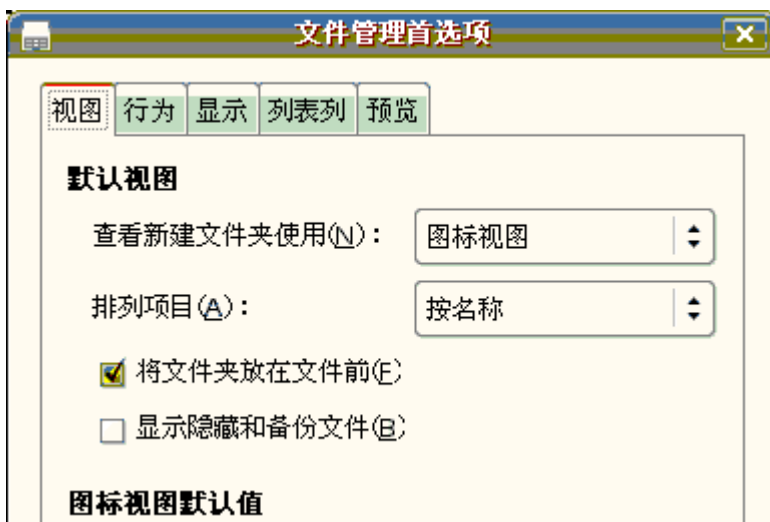 文件管理首选项
视图 行为 显示 列表列 预览
默认视图
查看新建文件夹使用(N)： 图标视图
排列项目(A)： 按名称
将文件夹放在文件前(F)
显示隐藏和备份文件(B)
图标视图默认值